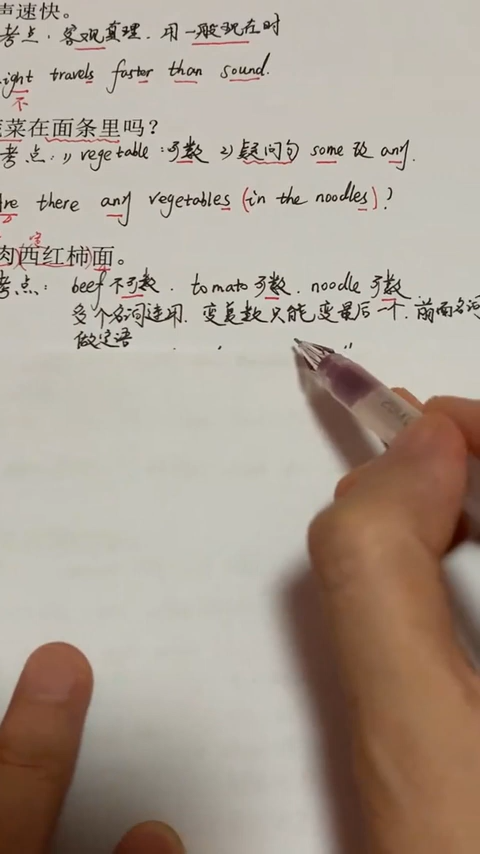 声速快。
考点：客观真理．用一般现在时
ight travels faster than sound.
不
菜在面条里吗？
考点：1) vegetable：可数 2) 疑问句 some 改 any.
re there any vegetables (in the noodles)?
肉西红柿面。
考点： beef 不可数． tomato 可数． noodle 可数
多个名词连用．变复数只能变最后一个．前面名词
做定语